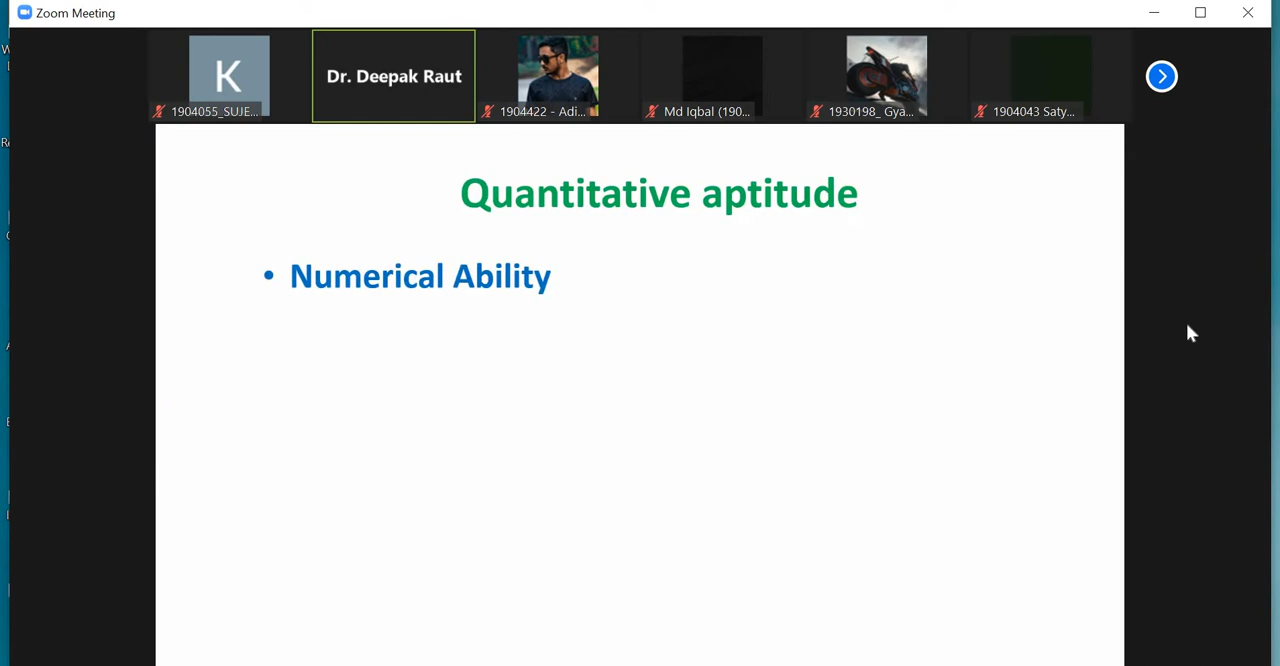 Zoom Meeting
K
Dr. Deepak Raut
1904055_SUJE...
1904422 - Adi...
Md Iqbal (190...
1930198_ Gya...
1904043 Saty...
Quantitative aptitude
• Numerical Ability